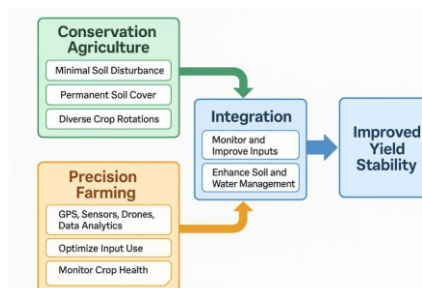 Conservation
Agriculture
Minimal Soil Disturbance
Permanent Soil Cover
Diverse Crop Rotations
Precision
Farming
GPS, Sensors, Drones,
Data Analytics
Optimize Input Use
Monitor Crop Health
Integration
Monitor and
Improve Inputs
Enhance Soil and
Water Management
Improved
Yield
Stability